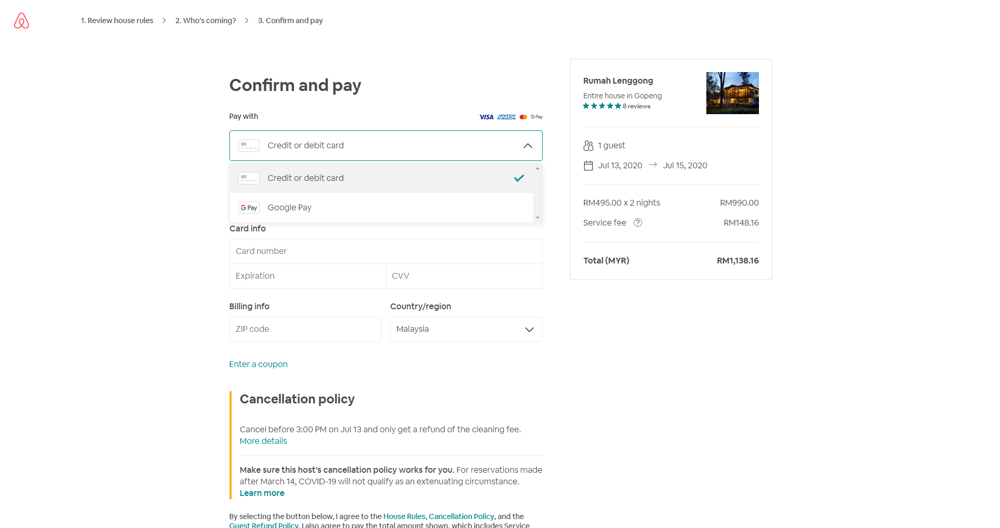 1. Review house rules
2. Who's coming?
3. Confirm and pay
Confirm and pay
Pay with
VISA AMEX G Pay
Credit or debit card
Credit or debit card
G Pay Google Pay
Card info
Card number
Expiration
CVV
Billing info
Country/region
ZIP code
Malaysia
Enter a coupon
Cancellation policy
Cancel before 3:00 PM on Jul 13 and only get a refund of the cleaning fee.
More details
Make sure this host's cancellation policy works for you. For reservations made
after March 14, COVID-19 will not qualify as an extenuating circumstance.
Learn more
By selecting the button below, I agree to the House Rules, Cancellation Policy, and the
Guest Refund Policy. I also agree to pay the total amount shown, which includes Service
Rumah Lenggong
Entire house in Gopeng
8 reviews
1 guest
Jul 13, 2020 → Jul 15, 2020
RM495.00 x 2 nights RM990.00
Service fee ? RM148.16
Total (MYR) RM1,138.16